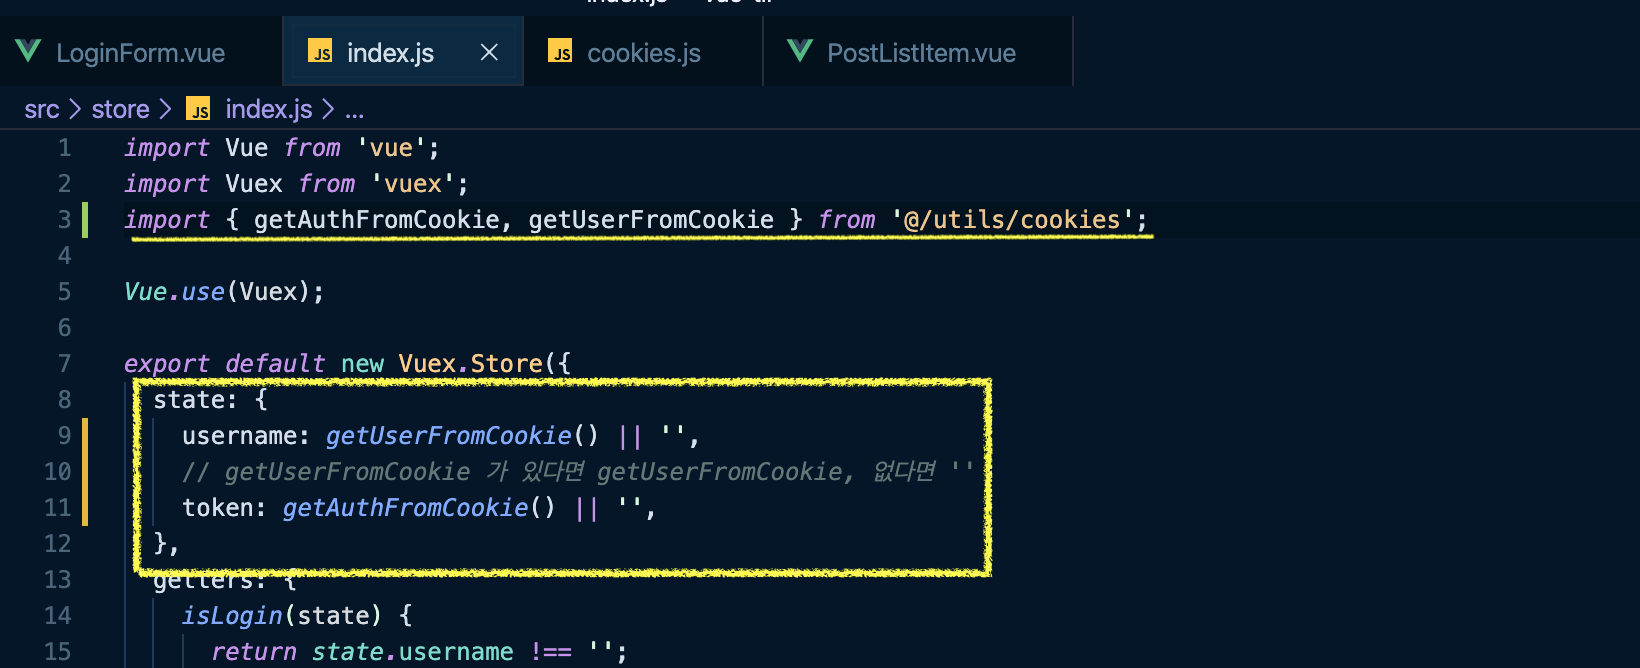 LoginForm.vue
JS index.js ×
JS cookies.js
PostListItem.vue
src > store > JS index.js > ...
1 import Vue from 'vue';
2 import Vuex from 'vuex';
3 import { getAuthFromCookie, getUserFromCookie } from '@/utils/cookies';
4
5 Vue.use(Vuex);
6
7 export default new Vuex.Store({
8 state: {
9 username: getUserFromCookie() || '',
10 // getUserFromCookie 가 있다면 getUserFromCookie, 없다면 ''
11 token: getAuthFromCookie() || '',
12 },
13 getters: {
14 isLogin(state) {
15 return state.username !== '';